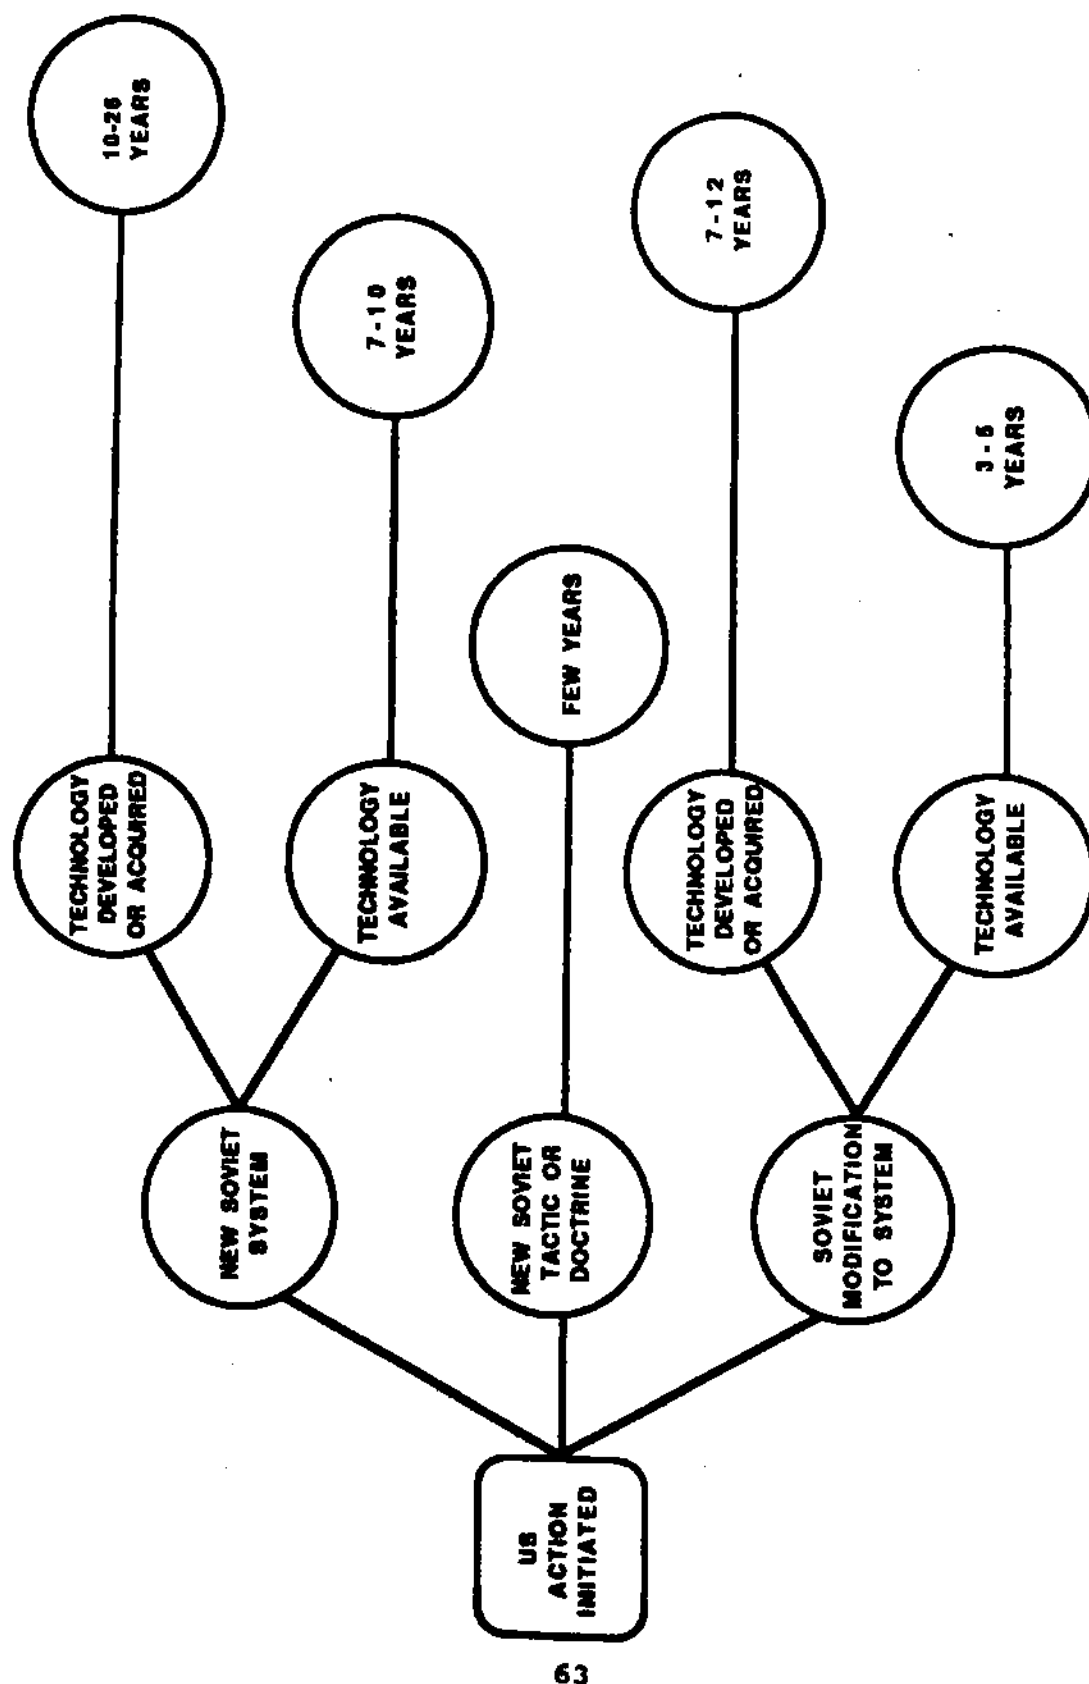 US
ACTION
INITIATED
NEW SOVIET
SYSTEM
TECHNOLOGY
DEVELOPED
OR ACQUIRED
10-25
YEARS
TECHNOLOGY
AVAILABLE
7-10
YEARS
NEW SOVIET
TACTIC OR
DOCTRINE
FEW YEARS
SOVIET
MODIFICATION
TO SYSTEM
TECHNOLOGY
DEVELOPED
OR ACQUIRED
7-12
YEARS
TECHNOLOGY
AVAILABLE
3-5
YEARS
63